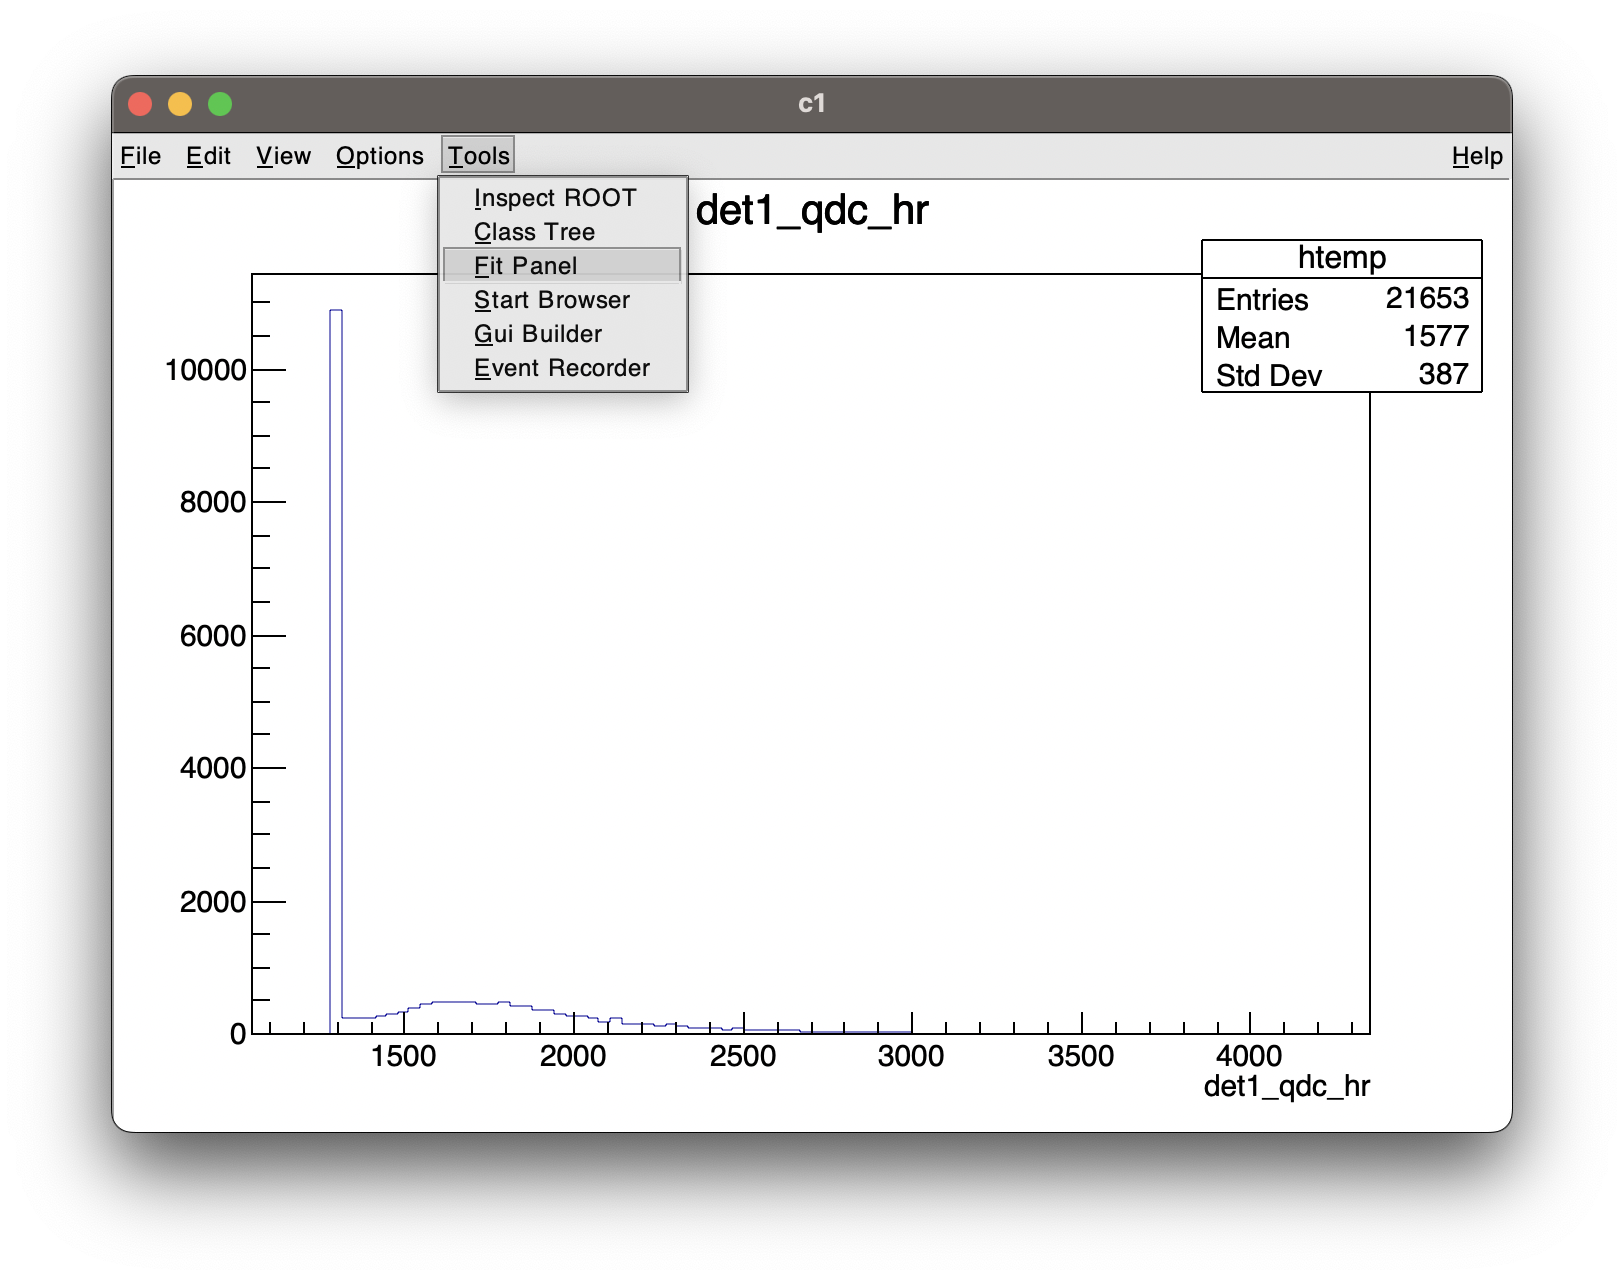 c1
File Edit View Options Tools Help
Inspect ROOT
Class Tree
Fit Panel
Start Browser
Gui Builder
Event Recorder
det1_qdc_hr
htemp
Entries 21653
Mean 1577
Std Dev 387
10000
8000
6000
4000
2000
0
1500 2000 2500 3000 3500 4000
det1_qdc_hr